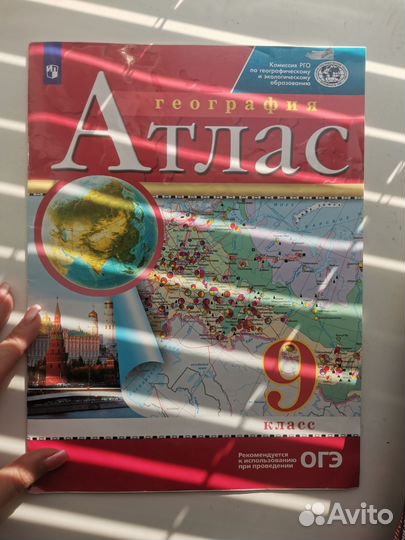 Комиссия РГО
по географическому
и экологическому
образованию
география
Атлас
9
класс
Рекомендуется
к использованию
при проведении
ОГЭ
Avito